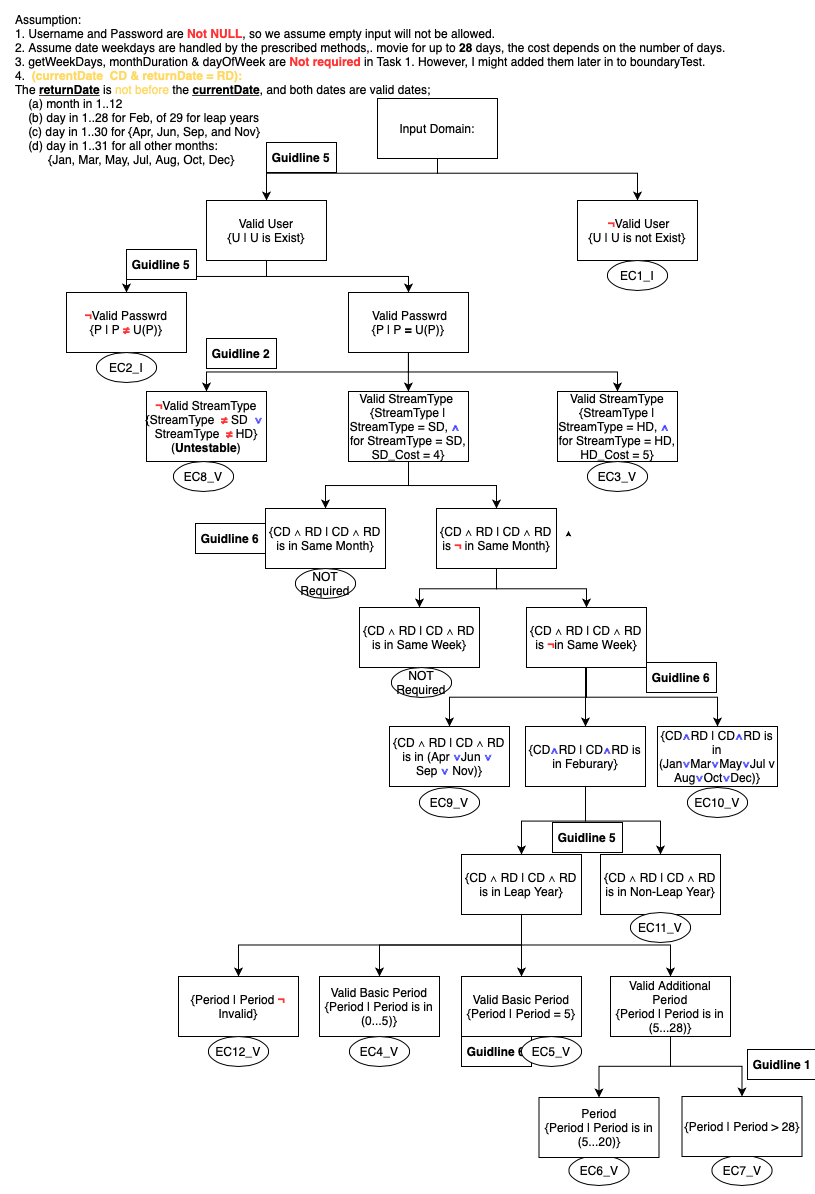 Assumption:
1. Username and Password are Not NULL, so we assume empty input will not be allowed.
2. Assume date weekdays are handled by the prescribed methods,. movie for up to 28 days, the cost depends on the number of days.
3. getWeekDays, monthDuration & dayOfWeek are Not required in Task 1. However, I might added them later in to boundaryTest.
4. (currentDate CD & returnDate = RD):
The returnDate is not before the currentDate, and both dates are valid dates;
(a) month in 1..12
(b) day in 1..28 for Feb, of 29 for leap years
(c) day in 1..30 for {Apr, Jun, Sep, and Nov}
(d) day in 1..31 for all other months:
{Jan, Mar, May, Jul, Aug, Oct, Dec}
Input Domain:
Guidline 5
Valid User
{U | U is Exist}
¬Valid User
{U | U is not Exist}
EC1_I
Guidline 5
¬Valid Passwrd
{P | P ≠ U(P)}
EC2_I
Valid Passwrd
{P | P = U(P)}
Guidline 2
¬Valid StreamType
{StreamType ≠ SD ∨
StreamType ≠ HD}
(Untestable)
EC8_V
Valid StreamType
{StreamType |
StreamType = SD, ∧
for StreamType = SD,
SD_Cost = 4}
Valid StreamType
{StreamType |
StreamType = HD, ∧
for StreamType = HD,
HD_Cost = 5}
EC3_V
Guidline 6
{CD ∧ RD | CD ∧ RD
is in Same Month}
NOT
Required
{CD ∧ RD | CD ∧ RD
is ¬ in Same Month}
∧
{CD ∧ RD | CD ∧ RD
is in Same Week}
NOT
Required
{CD ∧ RD | CD ∧ RD
is ¬in Same Week}
Guidline 6
{CD ∧ RD | CD ∧ RD
is in (Apr ∨Jun ∨
Sep ∨ Nov)}
EC9_V
{CD∧RD | CD∧RD is
in Feburary}
{CD∧RD | CD∧RD is
in
(Jan∨Mar∨May∨Jul ∨
Aug∨Oct∨Dec)}
EC10_V
Guidline 5
{CD ∧ RD | CD ∧ RD
is in Leap Year}
{CD ∧ RD | CD ∧ RD
is in Non-Leap Year}
EC11_V
{Period | Period ¬
Invalid}
EC12_V
Valid Basic Period
{Period | Period is in
(0...5)}
EC4_V
Valid Basic Period
{Period | Period = 5}
Guidline 6
EC5_V
Valid Additional
Period
{Period | Period is in
(5...28)}
Guidline 1
Period
{Period | Period is in
(5...20)}
EC6_V
{Period | Period > 28}
EC7_V